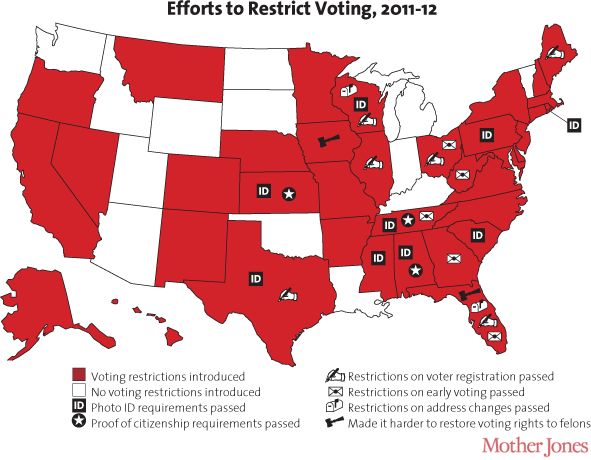 Efforts to Restrict Voting, 2011-12
ID
ID
ID
ID
ID
ID
ID
ID
ID
Voting restrictions introduced
No voting restrictions introduced
ID Photo ID requirements passed
Proof of citizenship requirements passed
Restrictions on voter registration passed
Restrictions on early voting passed
Restrictions on address changes passed
Made it harder to restore voting rights to felons
Mother Jones